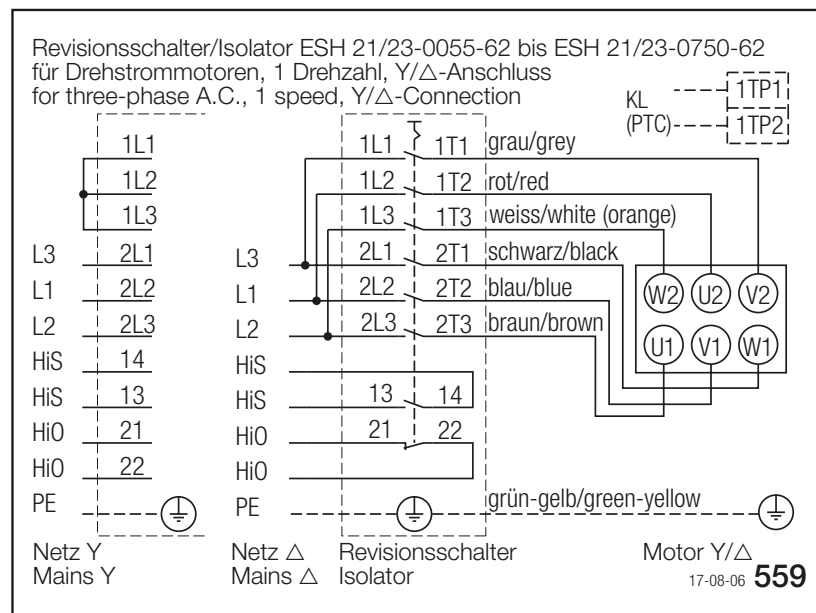 Revisionsschalter/Isolator ESH 21/23-0055-62 bis ESH 21/23-0750-62
für Drehstrommotoren, 1 Drehzahl, Y/△-Anschluss
for three-phase A.C., 1 speed, Y/△-Connection
KL
(PTC)
1TP1
1TP2
1L1
1L2
1L3
L3 2L1
L1 2L2
L2 2L3
HiS 14
HiS 13
HiO 21
HiO 22
PE
Netz Y
Mains Y
1L1 1T1 grau/grey
1L2 1T2 rot/red
1L3 1T3 weiss/white (orange)
L3 2L1 2T1 schwarz/black
L1 2L2 2T2 blau/blue
L2 2L3 2T3 braun/brown
HiS
HiS 13 14
HiO 21 22
HiO
PE grün-gelb/green-yellow
Netz △
Mains △
Revisionsschalter
Isolator
W2 U2 V2
U1 V1 W1
Motor Y/△
17-08-06 559